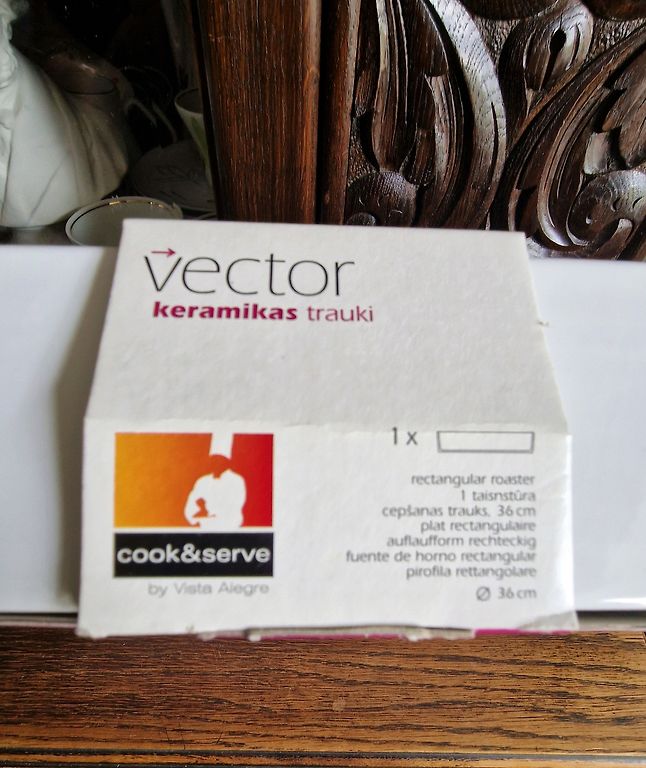 vector
keramikas trauki
1 x
rectangular roaster
1 taisnstūra
cepšanas trauks, 36 cm
plat rectangulaire
auflaufform rechteckig
fuente de horno rectangular
pirofila rettangolare
Ø 36 cm
cook&serve
by Vista Alegre